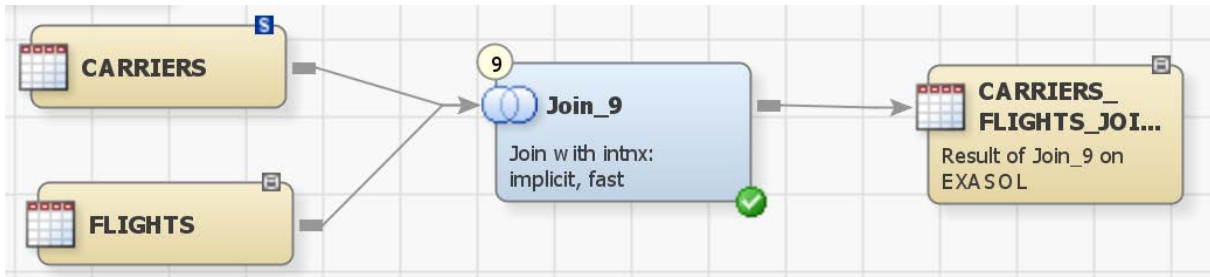 S
CARRIERS
FLIGHTS
9
Join_9
Join with intnx:
implicit, fast
CARRIERS_
FLIGHTS_JOI...
Result of Join_9 on
EXASOL